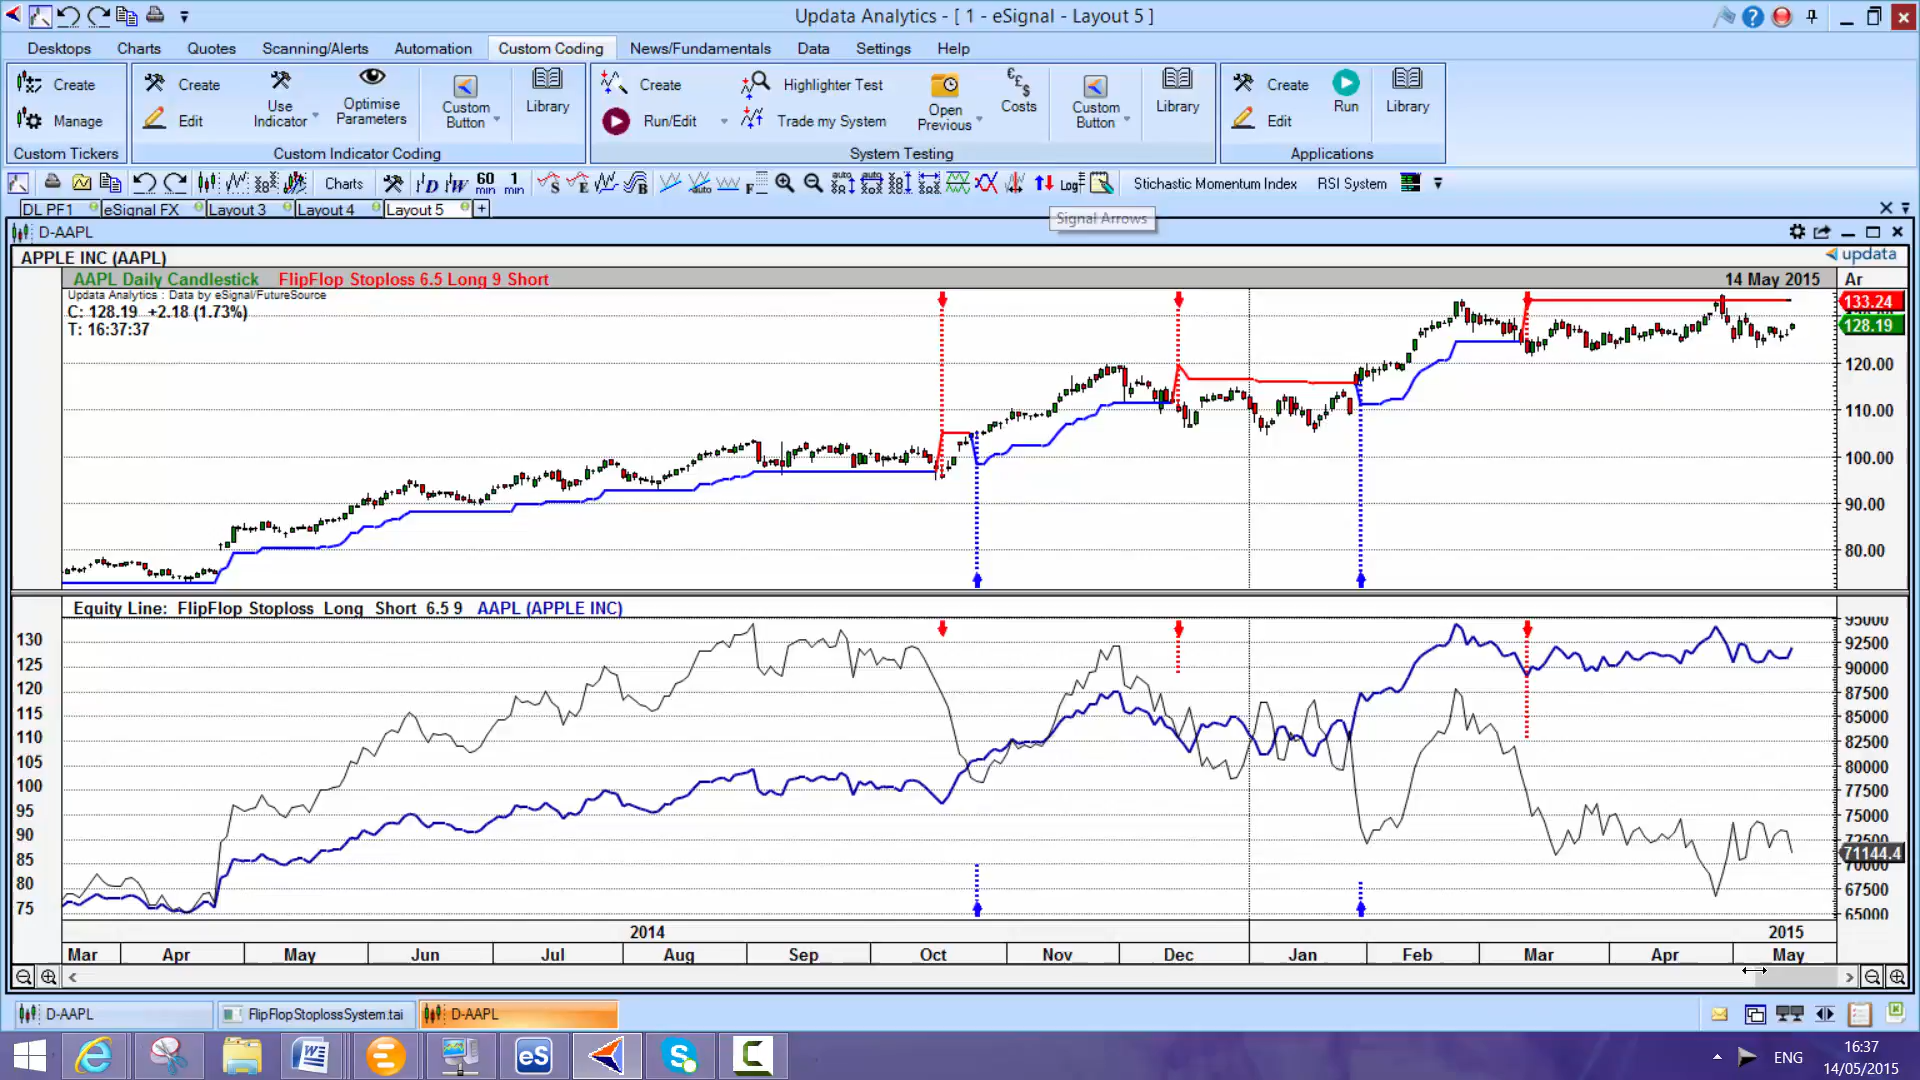 Updata Analytics - [ 1 - eSignal - Layout 5 ]
Desktops Charts Quotes Scanning/Alerts Automation Custom Coding News/Fundamentals Data Settings Help
Create Create Use Indicator Optimise Parameters Custom Button Library Create Highlighter Test Open Previous Costs Custom Button Library Create Run Library
Manage Edit Run/Edit Trade my System Edit
Custom Tickers Custom Indicator Coding System Testing Applications
Charts 60 min 1 min Log Stichastic Momentum Index RSI System
DL PF1 eSignal FX Layout 3 Layout 4 Layout 5 +
Signal Arrows
D-AAPL
APPLE INC (AAPL) updata
AAPL Daily Candlestick FlipFlop Stoploss 6.5 Long 9 Short 14 May 2015 Ar
Updata Analytics : Data by eSignal/FutureSource
C: 128.19 +2.18 (1.73%)
T: 16:37:37
133.24
128.19
120.00
110.00
100.00
90.00
80.00
Equity Line: FlipFlop Stoploss Long Short 6.5 9 AAPL (APPLE INC)
95000
130 92500
125 90000
120 87500
115 85000
110 82500
105 80000
100 77500
95 75000
90 72500
71144.4
85 70000
80 67500
75 65000
2014 2015
Mar Apr May Jun Jul Aug Sep Oct Nov Dec Jan Feb Mar Apr May
D-AAPL FlipFlopStoplossSystem.tai D-AAPL
ENG
16:37
14/05/2015